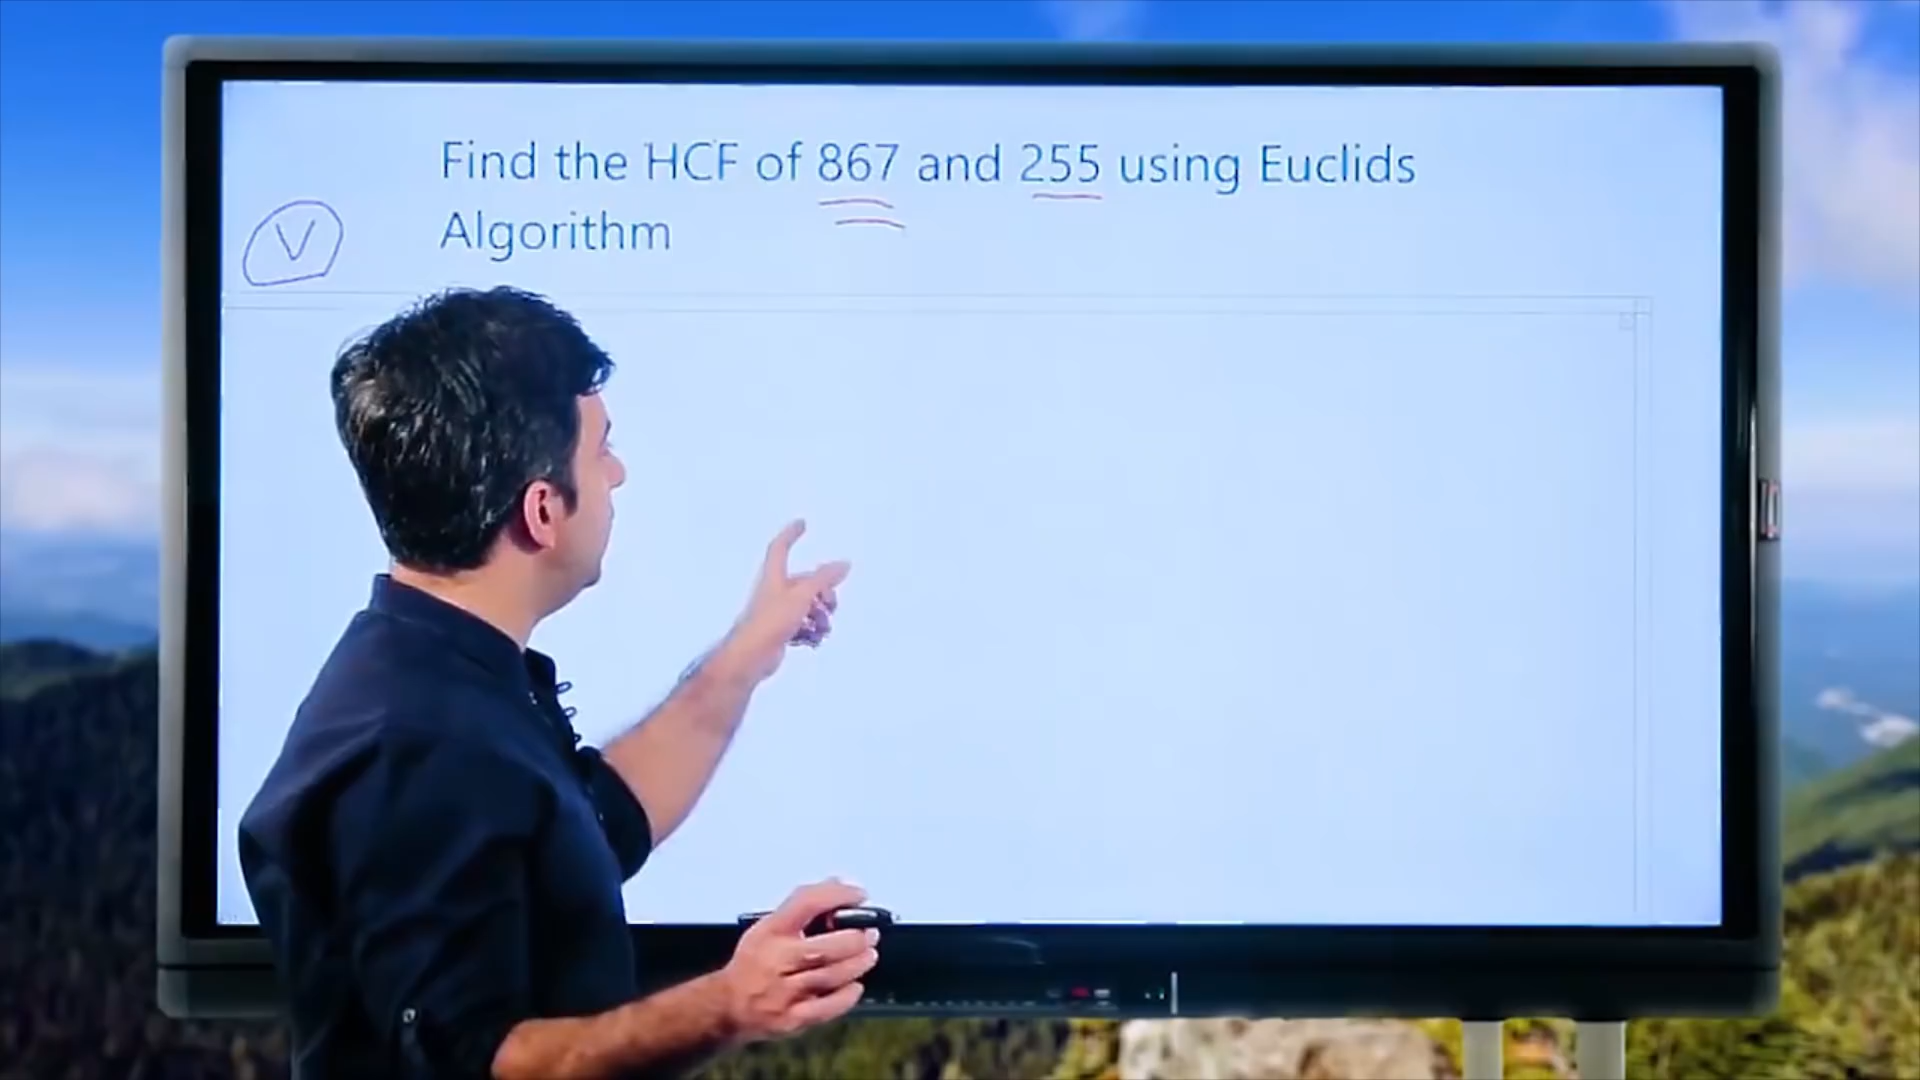 Find the HCF of 867 and 255 using Euclids
Algorithm
V